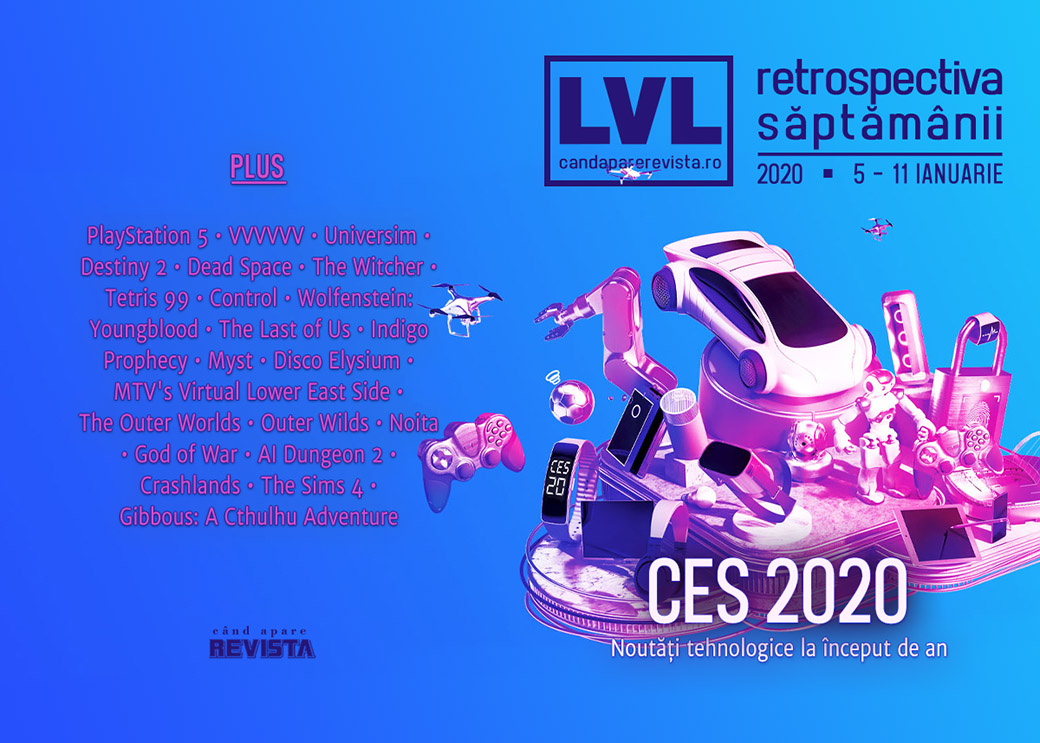 LVL
candaparerevista.ro
retrospectiva
săptămânii
2020 ▪ 5 - 11 IANUARIE
PLUS
PlayStation 5 • VVVVVV • Universim •
Destiny 2 • Dead Space • The Witcher •
Tetris 99 • Control • Wolfenstein:
Youngblood • The Last of Us • Indigo
Prophecy • Myst • Disco Elysium •
MTV's Virtual Lower East Side •
The Outer Worlds • Outer Wilds • Noita
• God of War • AI Dungeon 2 •
Crashlands • The Sims 4 •
Gibbous: A Cthulhu Adventure
CES
20
CES 2020
Noutăți tehnologice la început de an
când apare
REVISTA